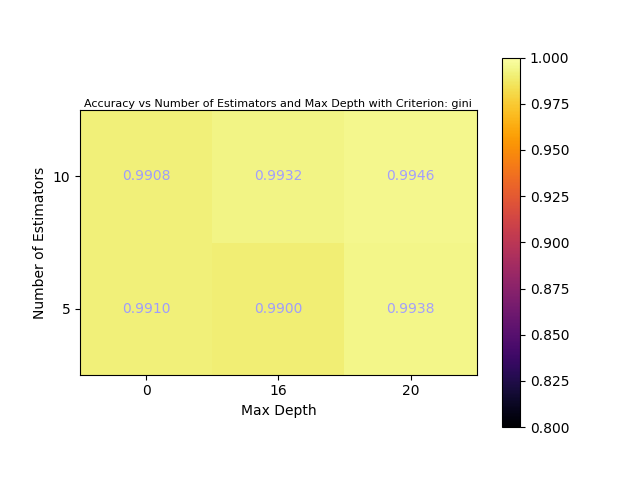 Accuracy vs Number of Estimators and Max Depth with Criterion: gini
Number of Estimators
10
5
0.9908 0.9932 0.9946
0.9910 0.9900 0.9938
0 16 20
Max Depth
1.000
0.975
0.950
0.925
0.900
0.875
0.850
0.825
0.800